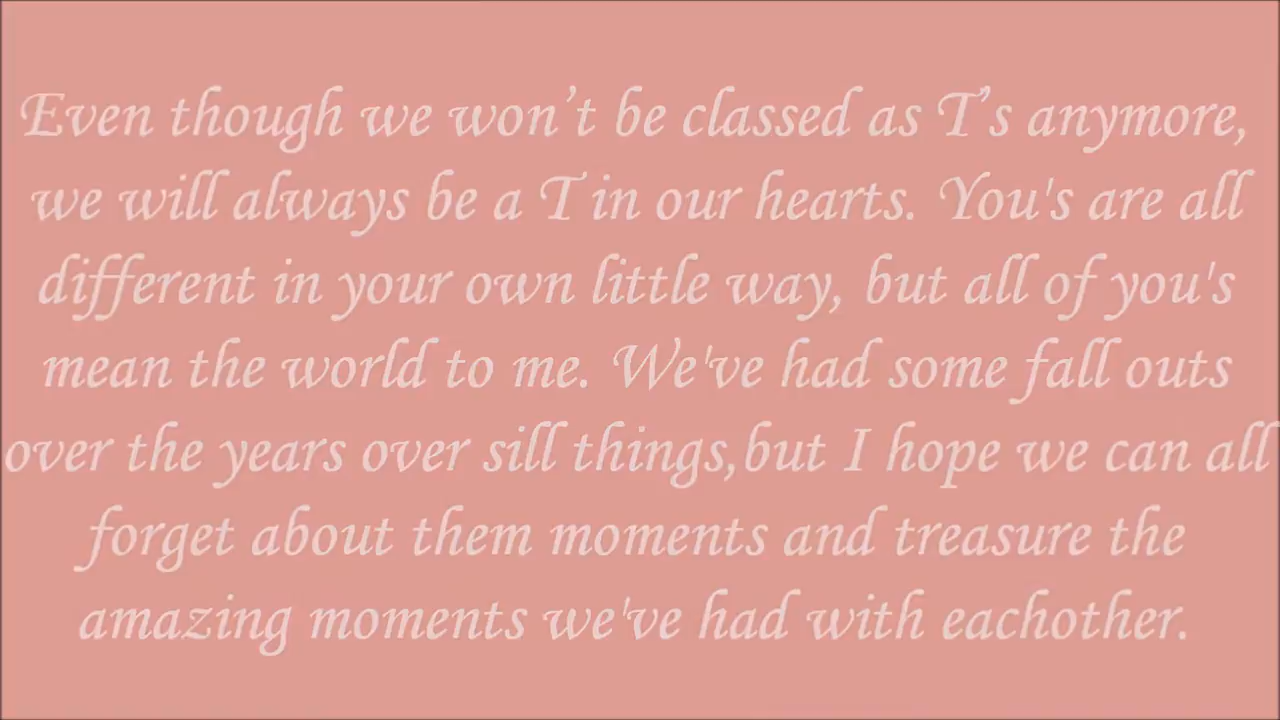 Even though we won’t be classed as T’s anymore,
we will always be a T in our hearts. You's are all
different in your own little way, but all of you's
mean the world to me. We've had some fall outs
over the years over sill things,but I hope we can all
forget about them moments and treasure the
amazing moments we've had with eachother.